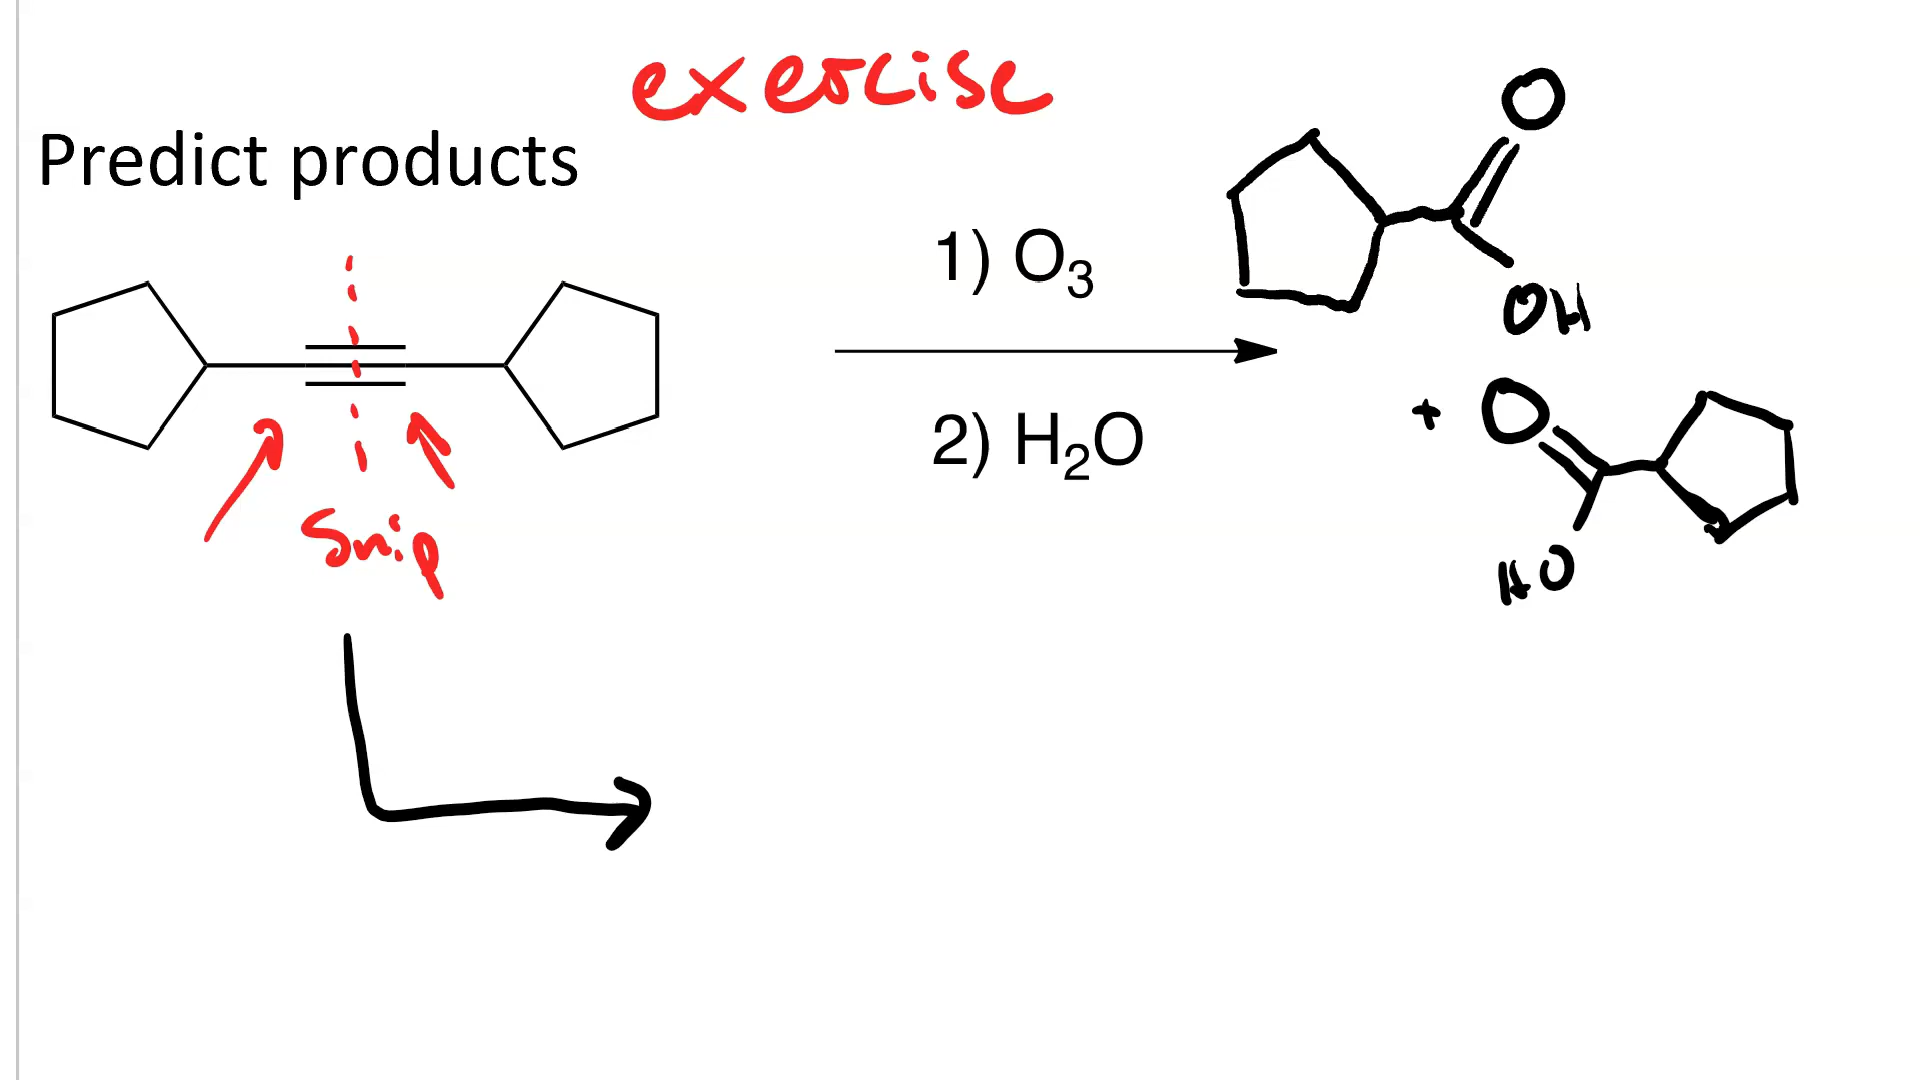 exercise
Predict products
1) O₃
2) H₂O
O
OH
+ O
HO
Snip